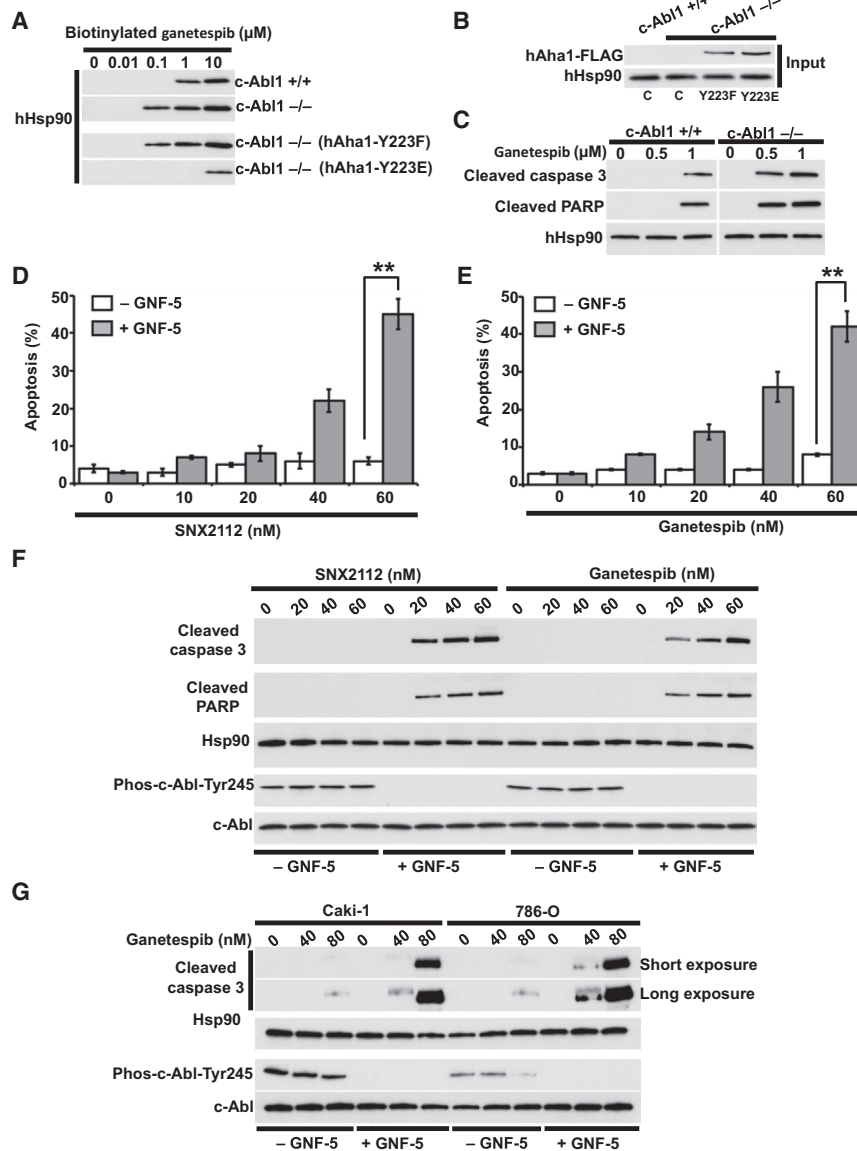 A
Biotinylated ganetespib (µM)
0 0.01 0.1 1 10
hHsp90
c-Abl1 +/+
c-Abl1 –/–
c-Abl1 –/– (hAha1-Y223F)
c-Abl1 –/– (hAha1-Y223E)
B
c-Abl1 +/+
c-Abl1 –/–
hAha1-FLAG
hHsp90
Input
C C Y223F Y223E
C
c-Abl1 +/+ c-Abl1 –/–
Ganetespib (µM) 0 0.5 1 0 0.5 1
Cleaved caspase 3
Cleaved PARP
hHsp90
D
**
50
40
30
20
10
0
Apoptosis (%)
– GNF-5
+ GNF-5
0 10 20 40 60
SNX2112 (nM)
E
**
50
40
30
20
10
0
Apoptosis (%)
– GNF-5
+ GNF-5
0 10 20 40 60
Ganetespib (nM)
F
SNX2112 (nM) Ganetespib (nM)
0 20 40 60 0 20 40 60 0 20 40 60 0 20 40 60
Cleaved
caspase 3
Cleaved
PARP
Hsp90
Phos-c-Abl-Tyr245
c-Abl
– GNF-5 + GNF-5 – GNF-5 + GNF-5
G
Caki-1 786-O
Ganetespib (nM) 0 40 80 0 40 80 0 40 80 0 40 80
Cleaved
caspase 3
Short exposure
Long exposure
Hsp90
Phos-c-Abl-Tyr245
c-Abl
– GNF-5 + GNF-5 – GNF-5 + GNF-5